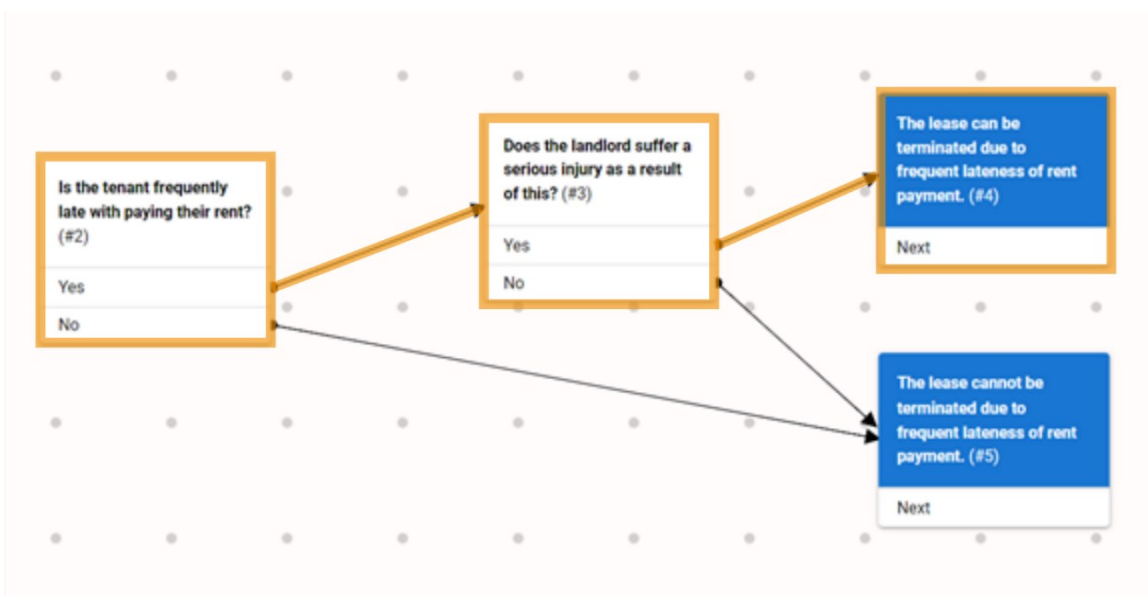 Is the tenant frequently
late with paying their rent?
(#2)
Yes
No
Does the landlord suffer a
serious injury as a result
of this? (#3)
Yes
No
The lease can be
terminated due to
frequent lateness of rent
payment. (#4)
Next
The lease cannot be
terminated due to
frequent lateness of rent
payment. (#5)
Next